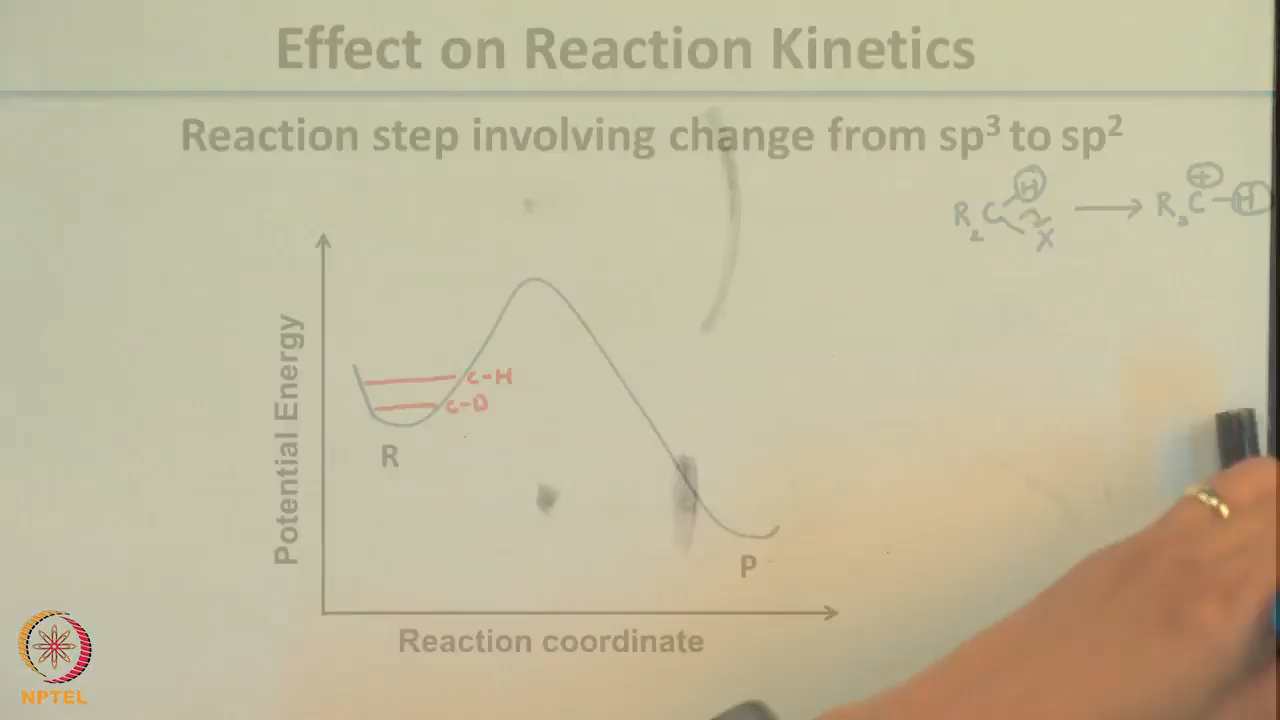 Effect on Reaction Kinetics
Reaction step involving change from sp³ to sp²
R₂C H X → R₂C⊕–H
Potential Energy
C-H
C-D
R
P
Reaction coordinate
NPTEL